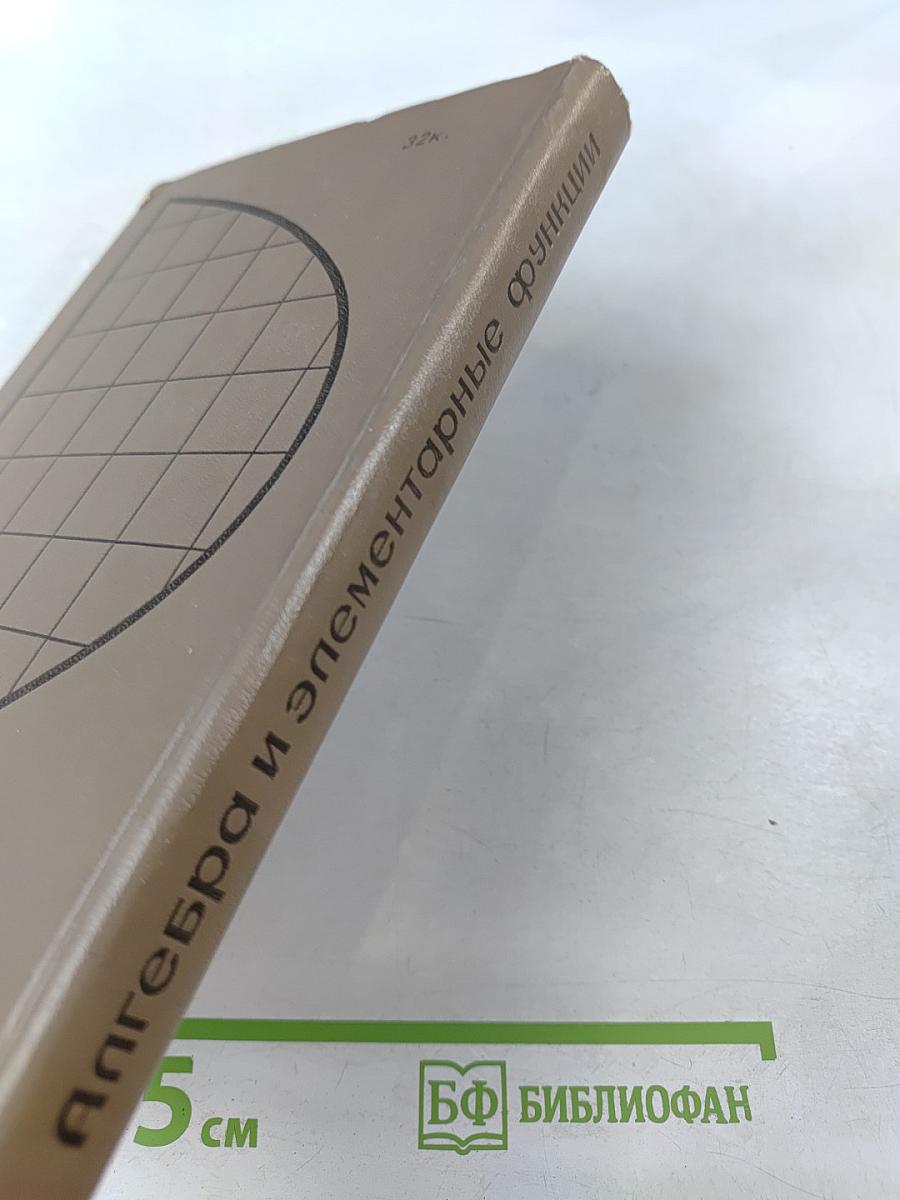 32к.
Алгебра и элементарные функции
5 см
БФ БИБЛИОФАН